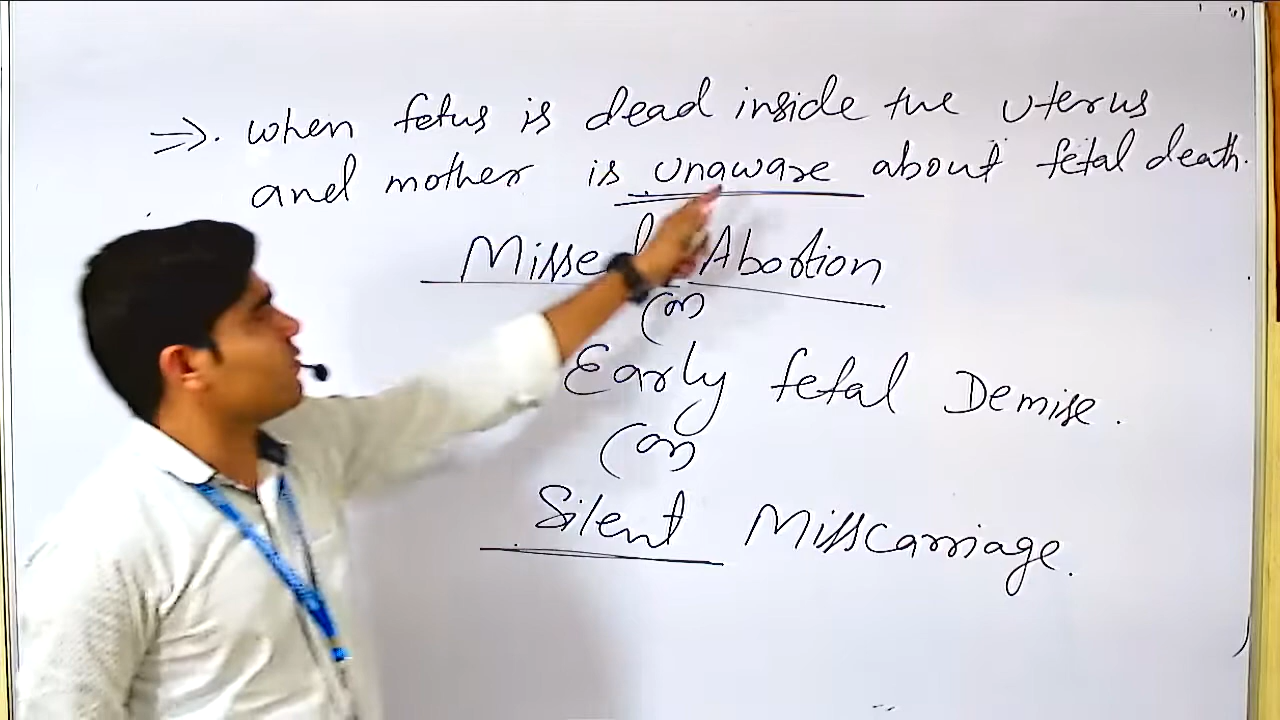 ⇒. when fetus is dead inside the uterus
and mother is unaware about fetal death.
Missed Abortion
(or)
Early fetal Demise.
(or)
Silent Misscarriage.